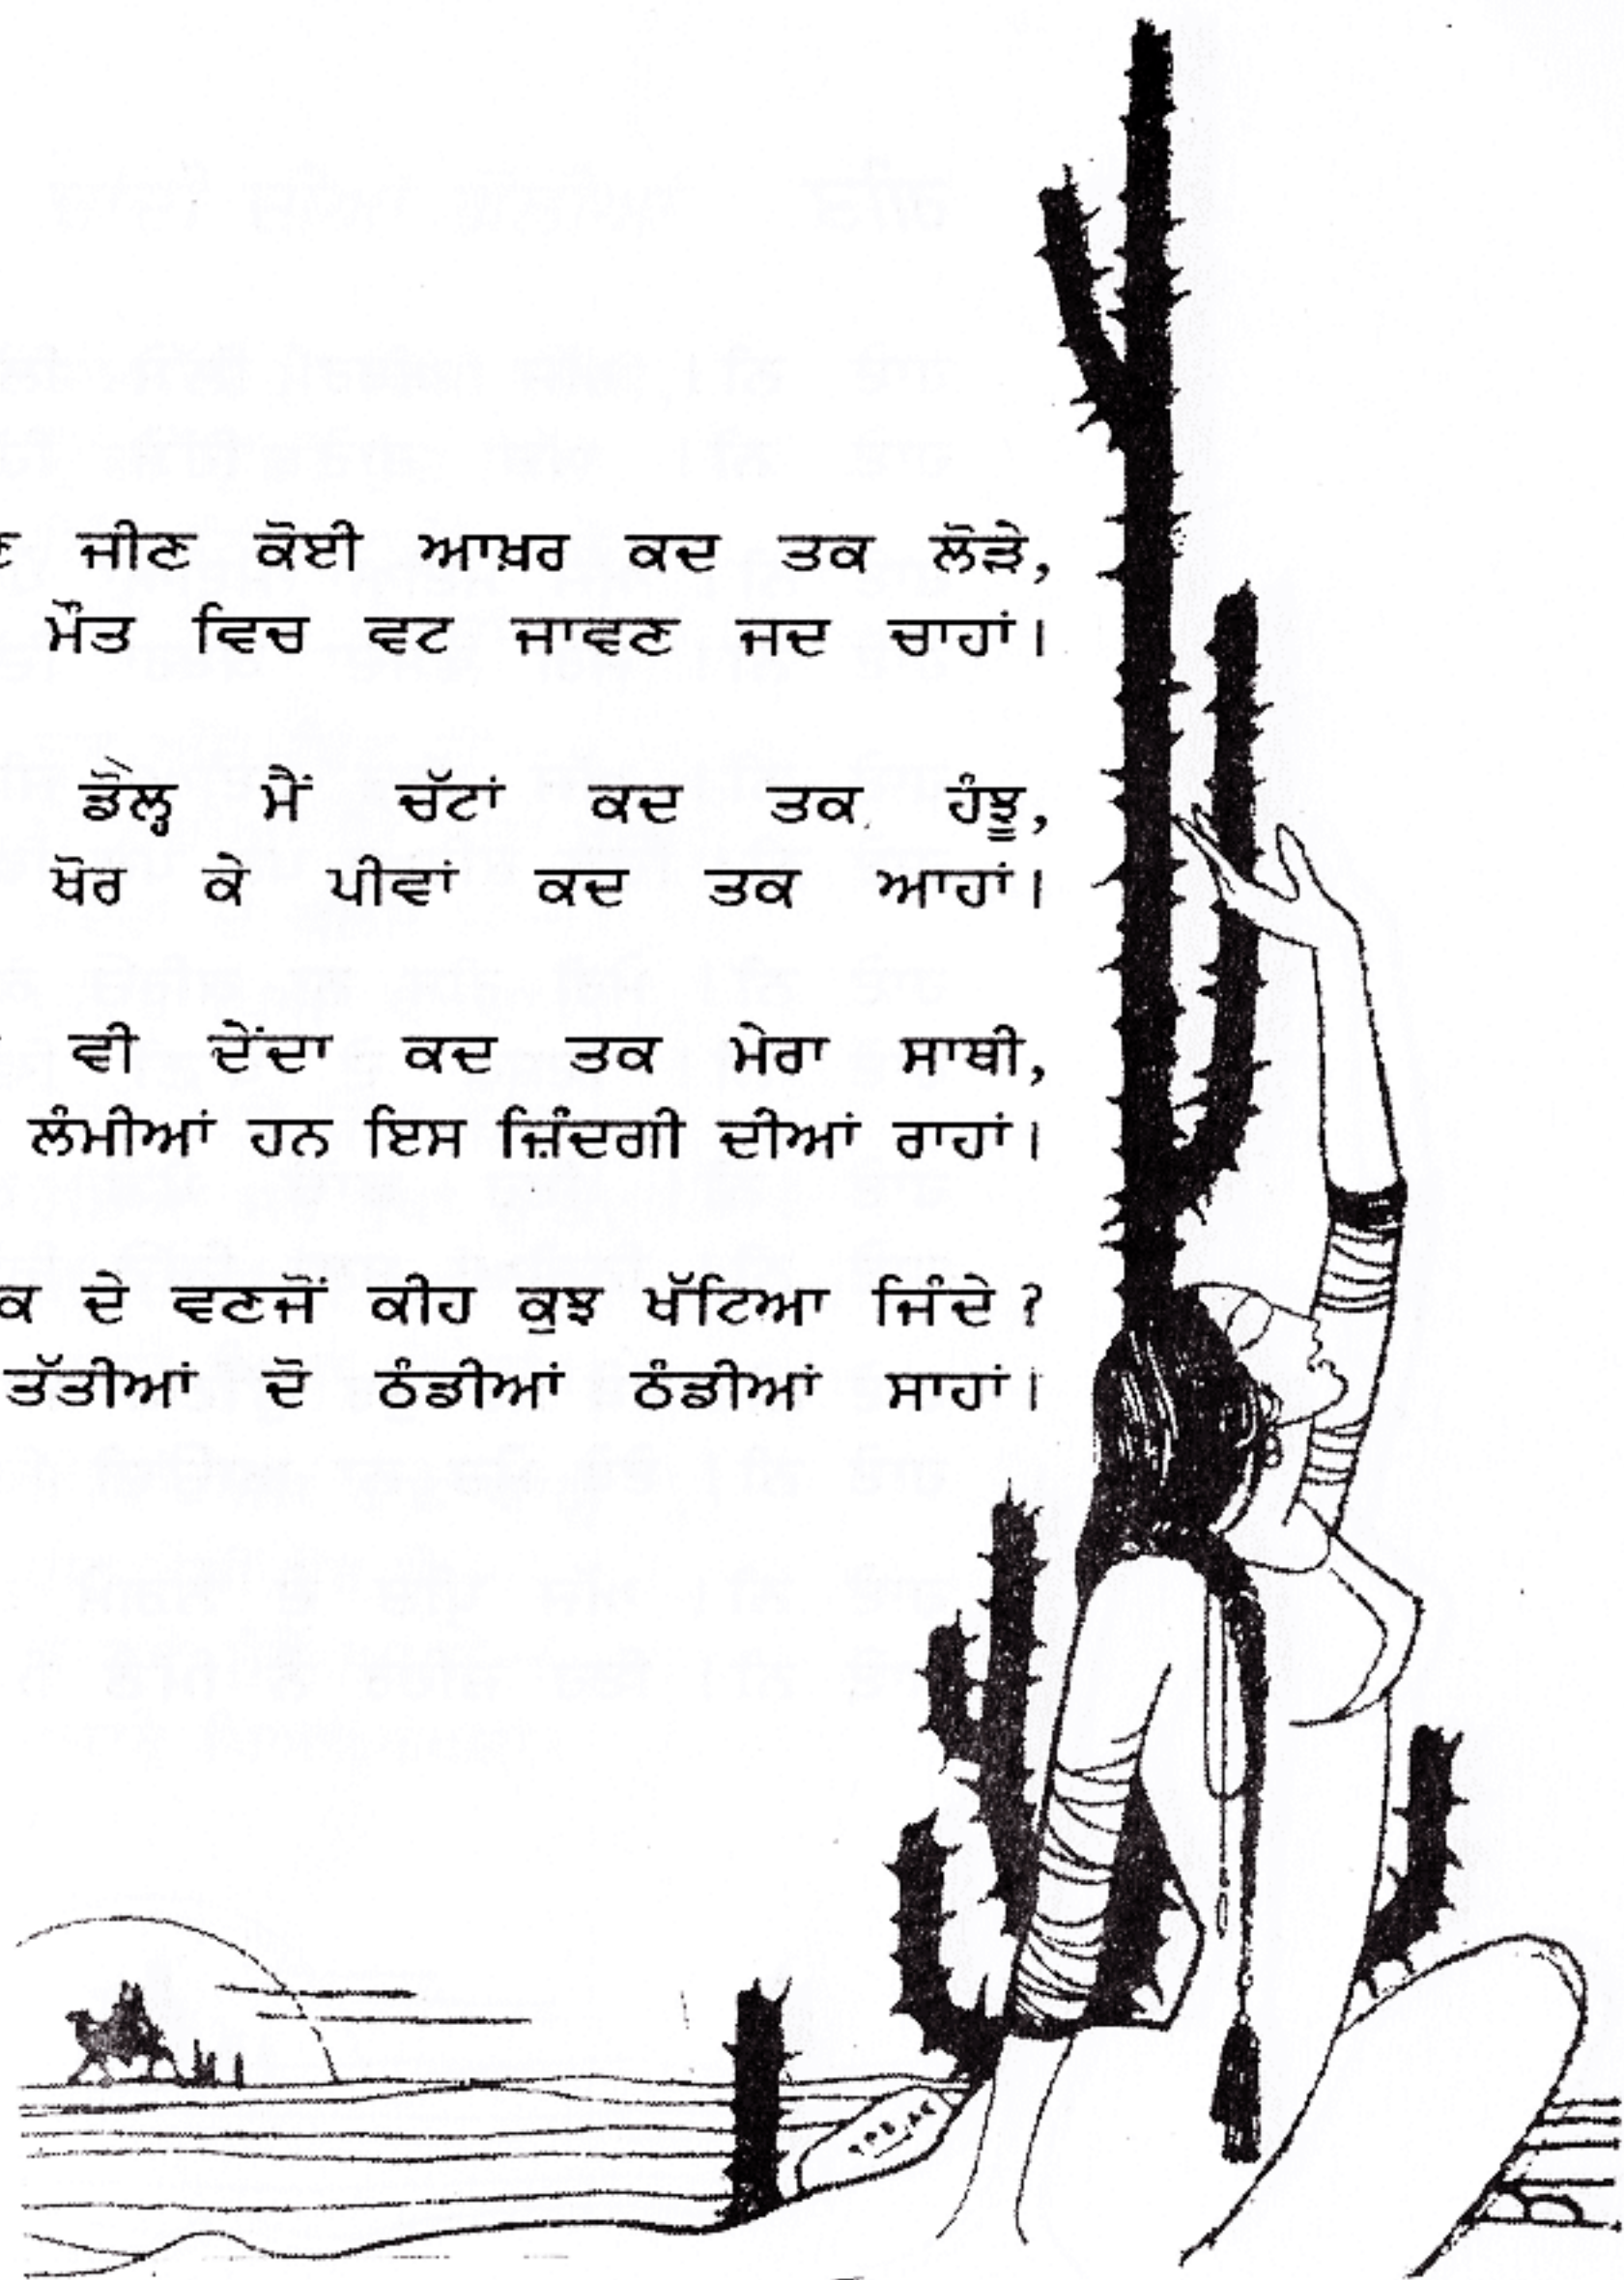 ਜੀਣ ਕੋਈ ਆਖ਼ਰ ਕਦ ਤਕ ਲੋੜੇ,
ਮੌਤ ਵਿਚ ਵਟ ਜਾਵਣ ਜਦ ਚਾਹਾਂ।
ਡੋਲ੍ਹ ਮੈਂ ਚੱਟਾਂ ਕਦ ਤਕ ਹੰਝੂ,
ਖੋਰ ਕੇ ਪੀਵਾਂ ਕਦ ਤਕ ਆਹਾਂ।
ਵੀ ਦੇਂਦਾ ਕਦ ਤਕ ਮੇਰਾ ਸਾਥੀ,
ਲੰਮੀਆਂ ਹਨ ਇਸ ਜ਼ਿੰਦਗੀ ਦੀਆਂ ਰਾਹਾਂ।
ਦੇ ਵਣਜੋਂ ਕੀਹ ਕੁਝ ਖੱਟਿਆ ਜਿੰਦੇ ?
ਤੱਤੀਆਂ ਦੋ ਠੰਡੀਆਂ ਠੰਡੀਆਂ ਸਾਹਾਂ।